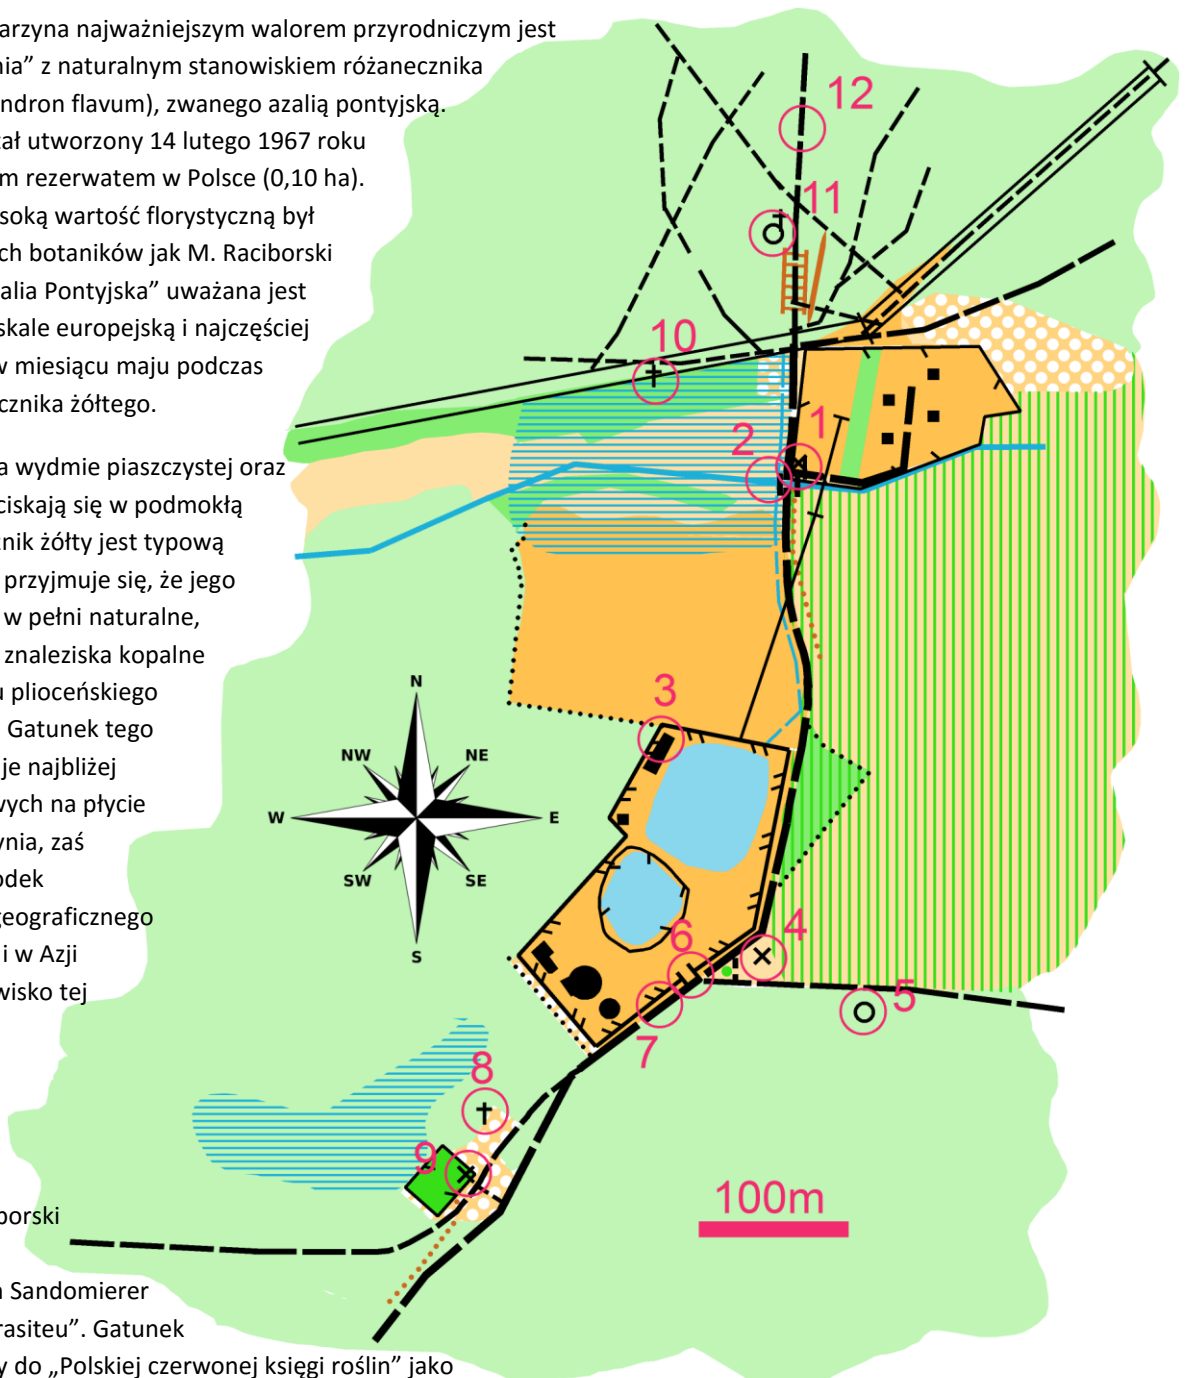 arzyna najważniejszym walorem przyrodniczym jest
nia” z naturalnym stanowiskiem różanecznika
ndron flavum), zwanego azalią pontyjską.
ał utworzony 14 lutego 1967 roku
m rezerwatem w Polsce (0,10 ha).
soką wartość florystyczną był
ch botaników jak M. Raciborski
alia Pontyjska” uważana jest
skale europejską i najczęściej
w miesiącu maju podczas
cznika żółtego.
a wydmie piaszczystej oraz
ciskają się w podmokłą
znik żółty jest typową
przyjmuje się, że jego
w pełni naturalne,
znaleziska kopalne
u plioceńskiego
Gatunek tego
je najbliżej
wych na płycie
ynia, zaś
odek
geograficznego
i w Azji
wisko tej
borski
n Sandomierer
rasiteu”. Gatunek
y do „Polskiej czerwonej księgi roślin” jako
12
11
10
1
2
3
N
NW NE
W E
SW SE
S
4
6
5
7
8
9
100m